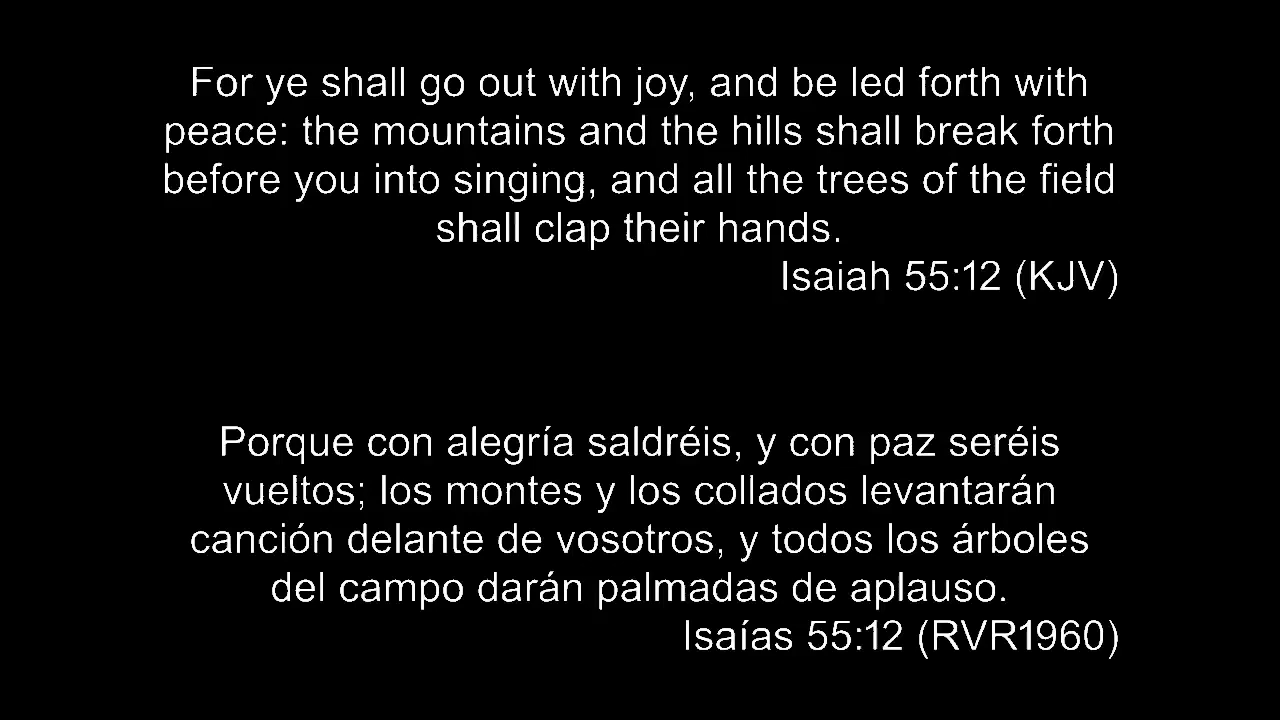 For ye shall go out with joy, and be led forth with
peace: the mountains and the hills shall break forth
before you into singing, and all the trees of the field
shall clap their hands.
Isaiah 55:12 (KJV)
Porque con alegría saldréis, y con paz seréis
vueltos; los montes y los collados levantarán
canción delante de vosotros, y todos los árboles
del campo darán palmadas de aplauso.
Isaías 55:12 (RVR1960)